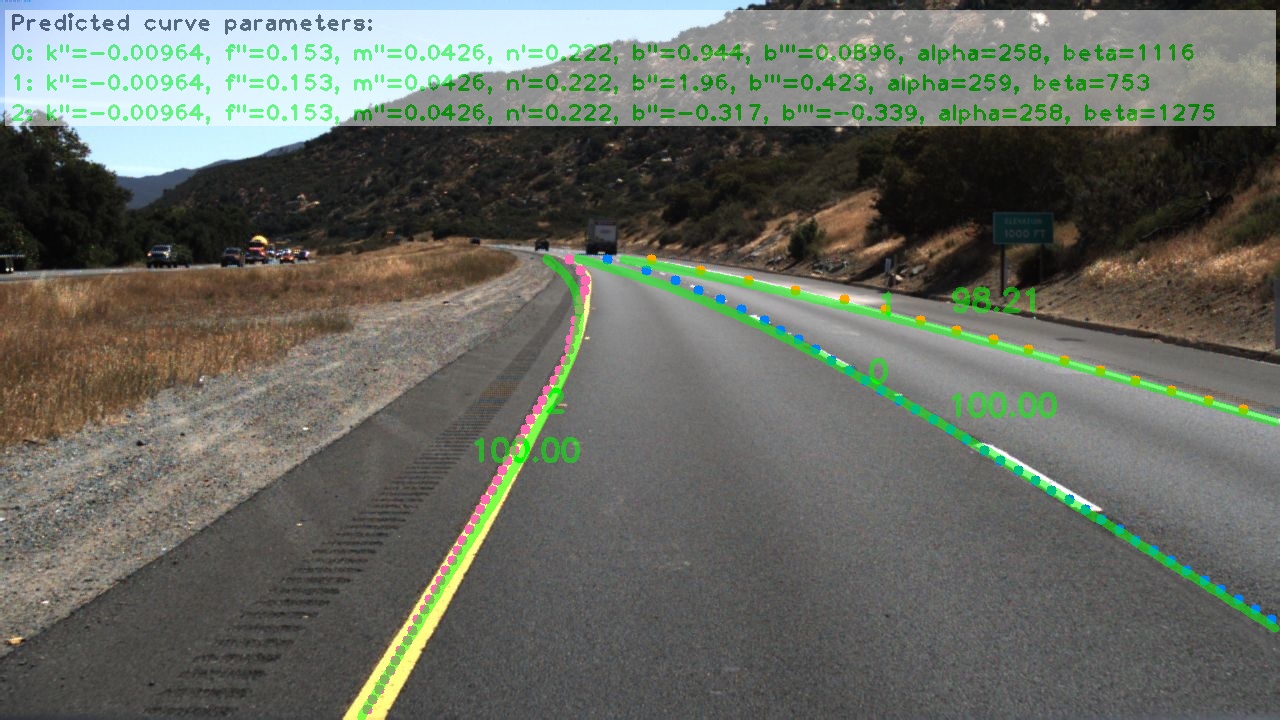 Predicted curve parameters:
0: k''=-0.00964, f''=0.153, m''=0.0426, n'=0.222, b''=0.944, b'''=0.0896, alpha=258, beta=1116
1: k''=-0.00964, f''=0.153, m''=0.0426, n'=0.222, b''=1.96, b'''=0.423, alpha=259, beta=753
2: k''=-0.00964, f''=0.153, m''=0.0426, n'=0.222, b''=-0.317, b'''=-0.339, alpha=258, beta=1275
ELEVATION
1000 FT
1 98.21
0
100.00
2
100.00